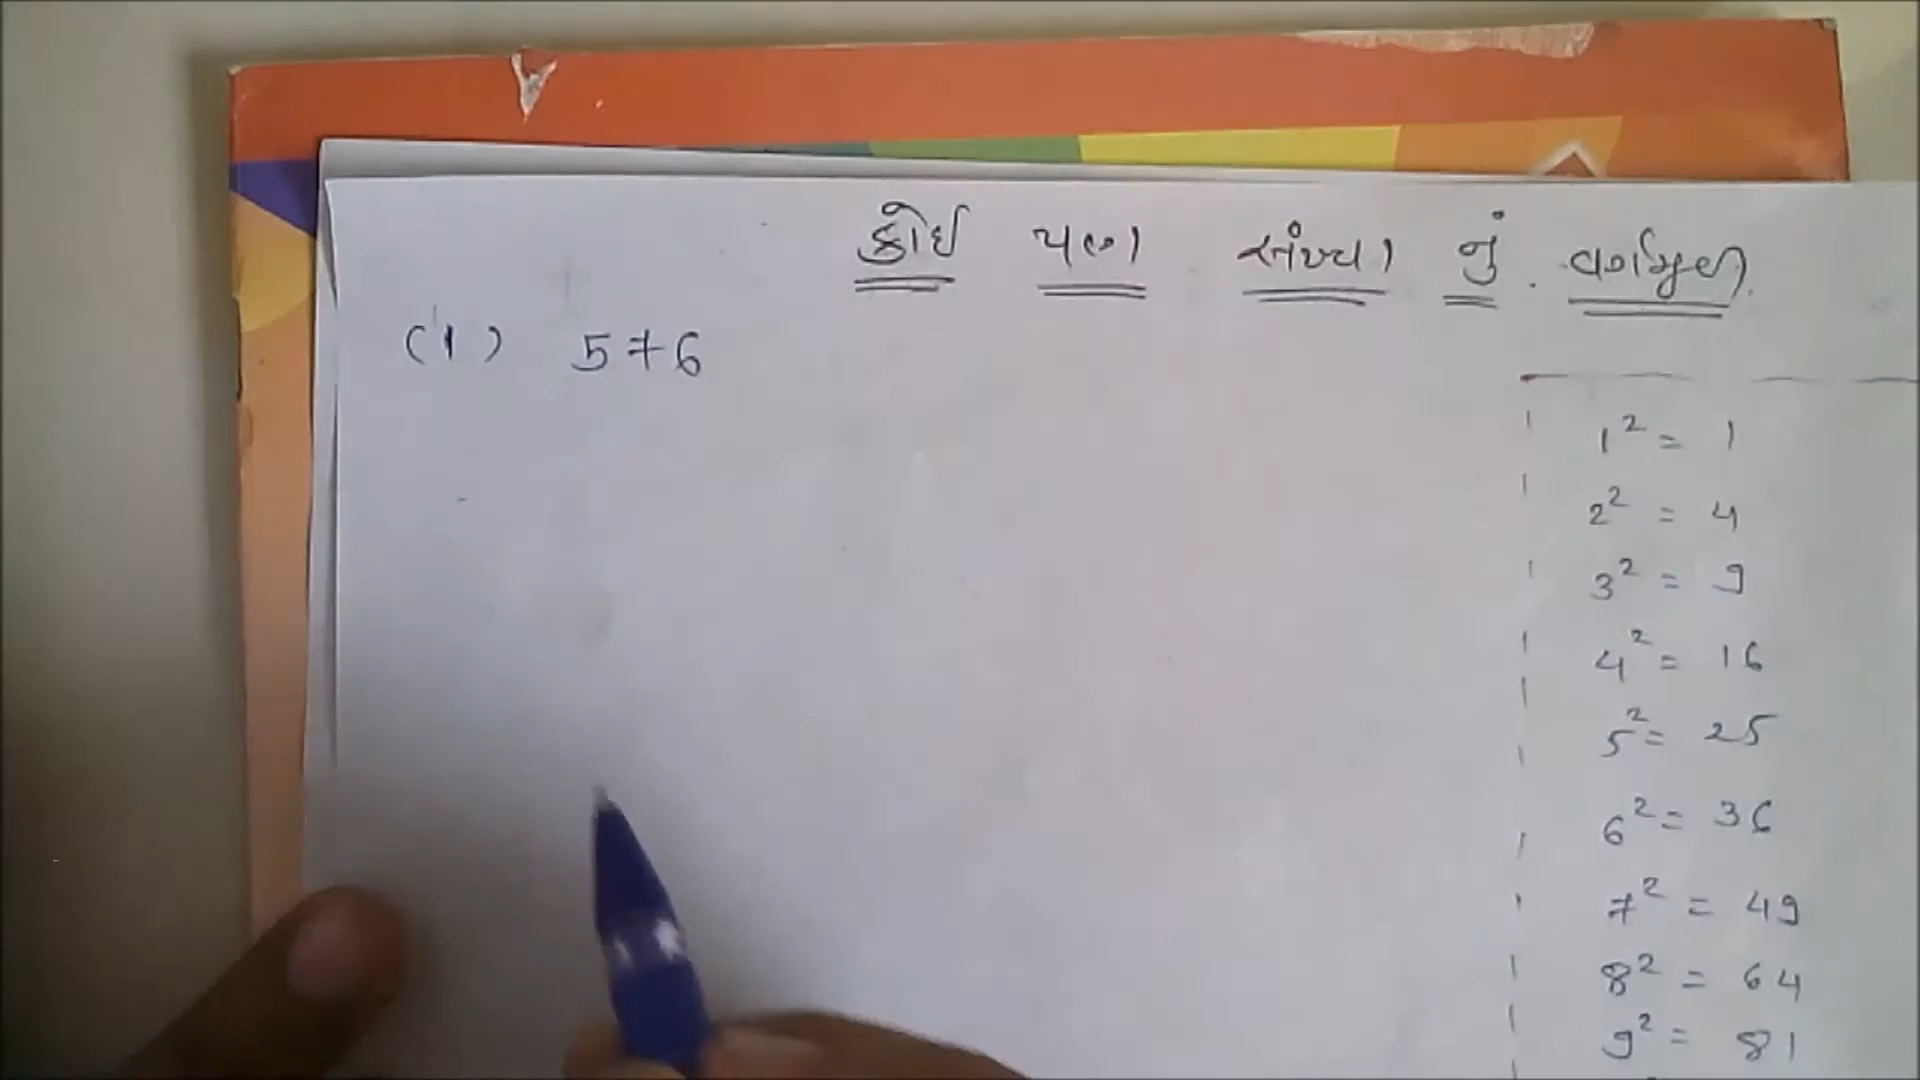 કોઈ પણ સંખ્યા નું વર્ગમુળ
(1) 576
1² = 1
2² = 4
3² = 9
4² = 16
5² = 25
6² = 36
7² = 49
8² = 64
9² = 81